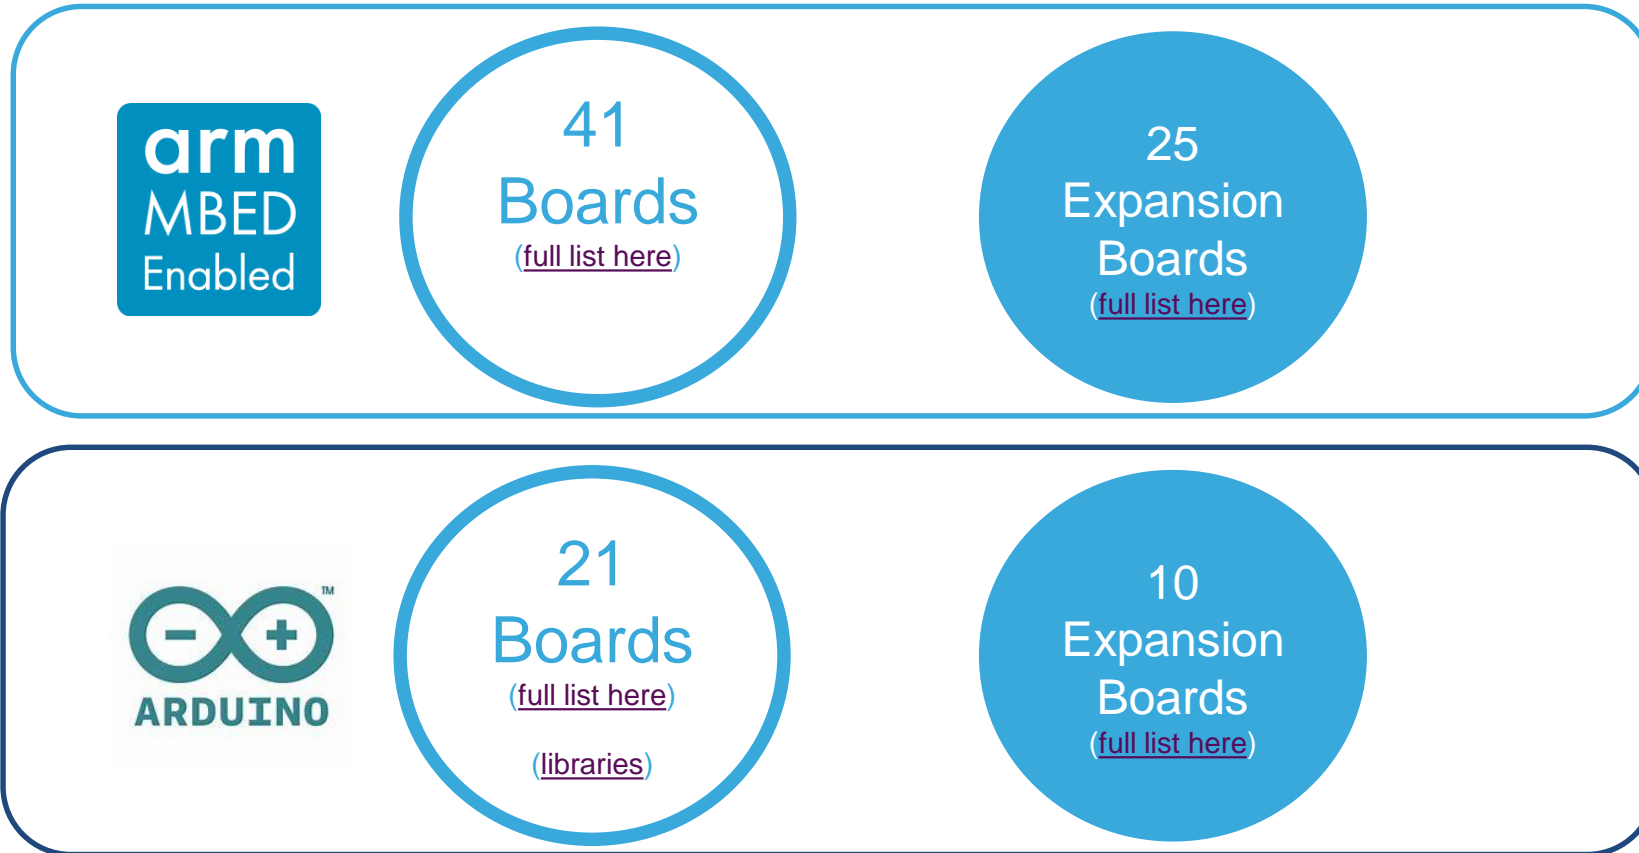 arm
MBED
Enabled
41
Boards
(full list here)
25
Expansion
Boards
(full list here)
TM
ARDUINO
21
Boards
(full list here)
(libraries)
10
Expansion
Boards
(full list here)